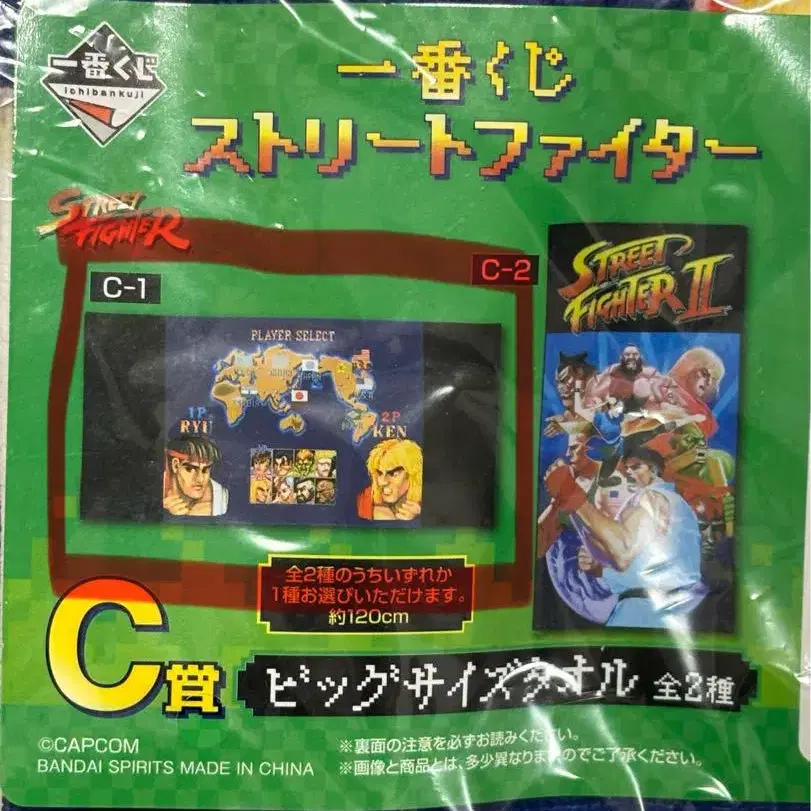 一番くじ
ichibankuji
一番くじ
ストリートファイター
STREET
FIGHTER
C-1
C-2
PLAYER SELECT
1P
RYU
2P
KEN
STREET
FIGHTER II
全2種のうちいずれか
1種お選びいただけます。
約120cm
C賞
ビッグサイズタオル 全2種
©CAPCOM
BANDAI SPIRITS MADE IN CHINA
※裏面の注意を必ずお読みください。
※画像と商品とは、多少異なりますのでご了承ください。